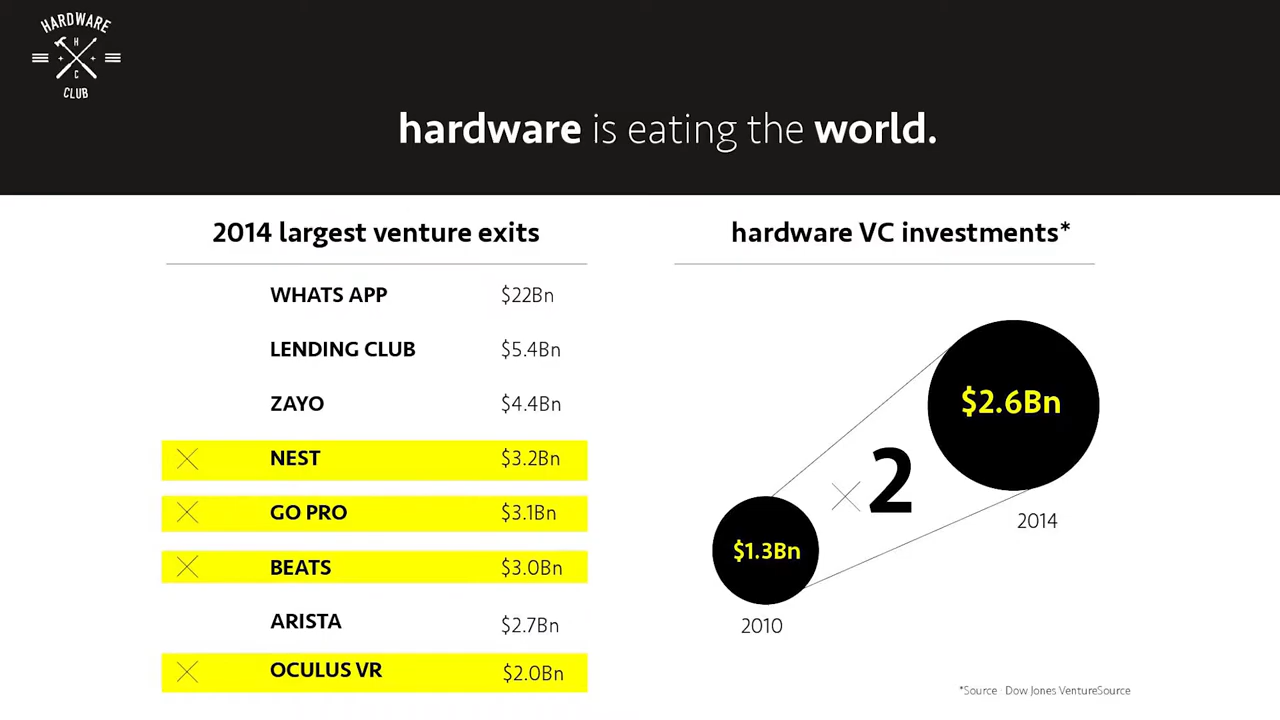 HARDWARE
H
C
CLUB
hardware is eating the world.
2014 largest venture exits
WHATS APP $22Bn
LENDING CLUB $5.4Bn
ZAYO $4.4Bn
NEST $3.2Bn
GO PRO $3.1Bn
BEATS $3.0Bn
ARISTA $2.7Bn
OCULUS VR $2.0Bn
hardware VC investments*
$2.6Bn
×2
$1.3Bn
2014
2010
*Source Dow Jones VentureSource